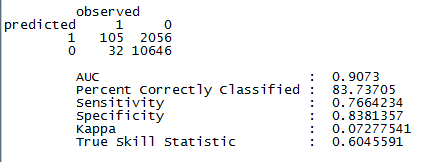 observed
predicted 1 0
1 105 2056
0 32 10646
AUC : 0.9073
Percent Correctly Classified : 83.73705
Sensitivity : 0.7664234
Specificity : 0.8381357
Kappa : 0.07277541
True Skill Statistic : 0.6045591